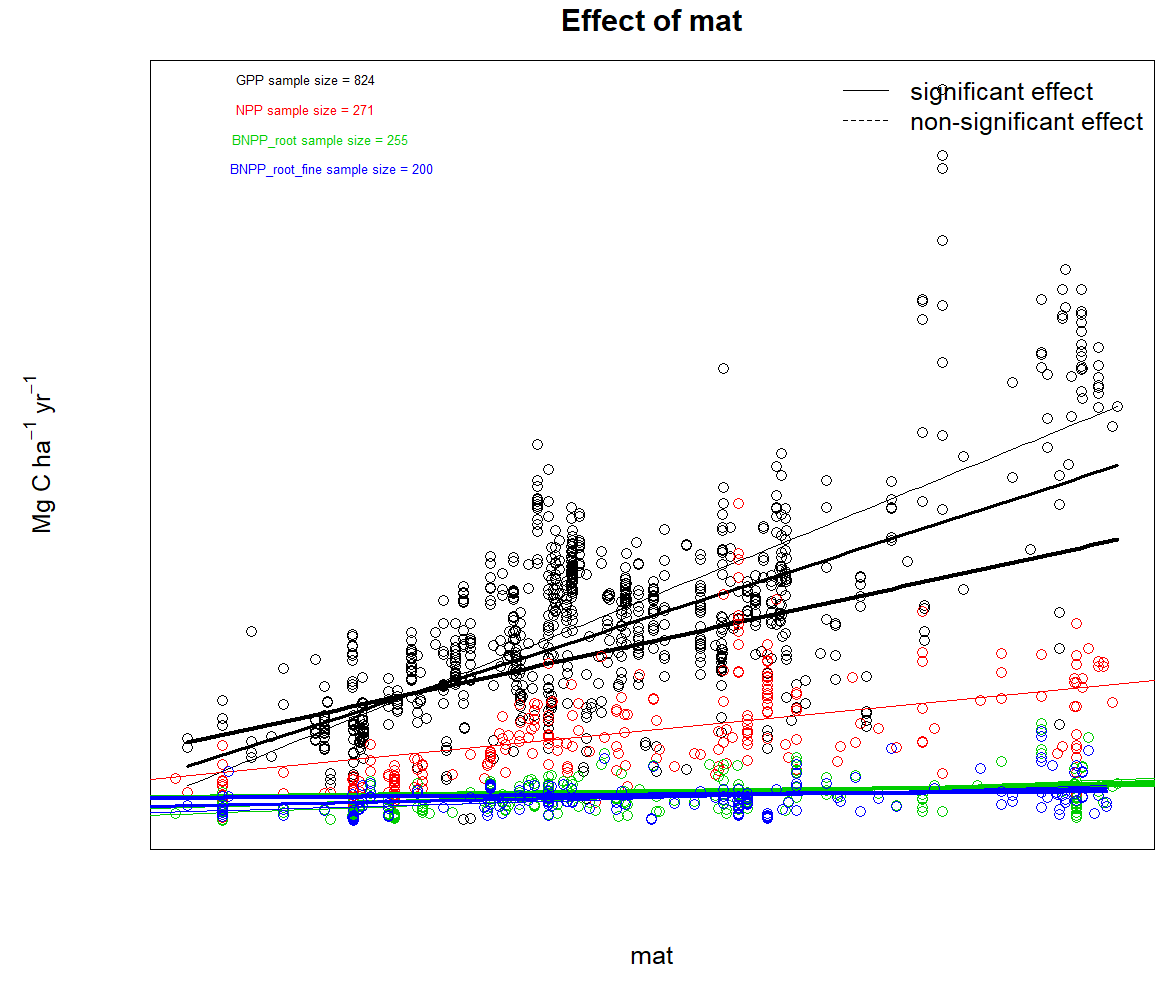 Effect of mat
GPP sample size = 824
NPP sample size = 271
BNPP_root sample size = 255
BNPP_root_fine sample size = 200
significant effect
non-significant effect
Mg C ha⁻¹ yr⁻¹
mat